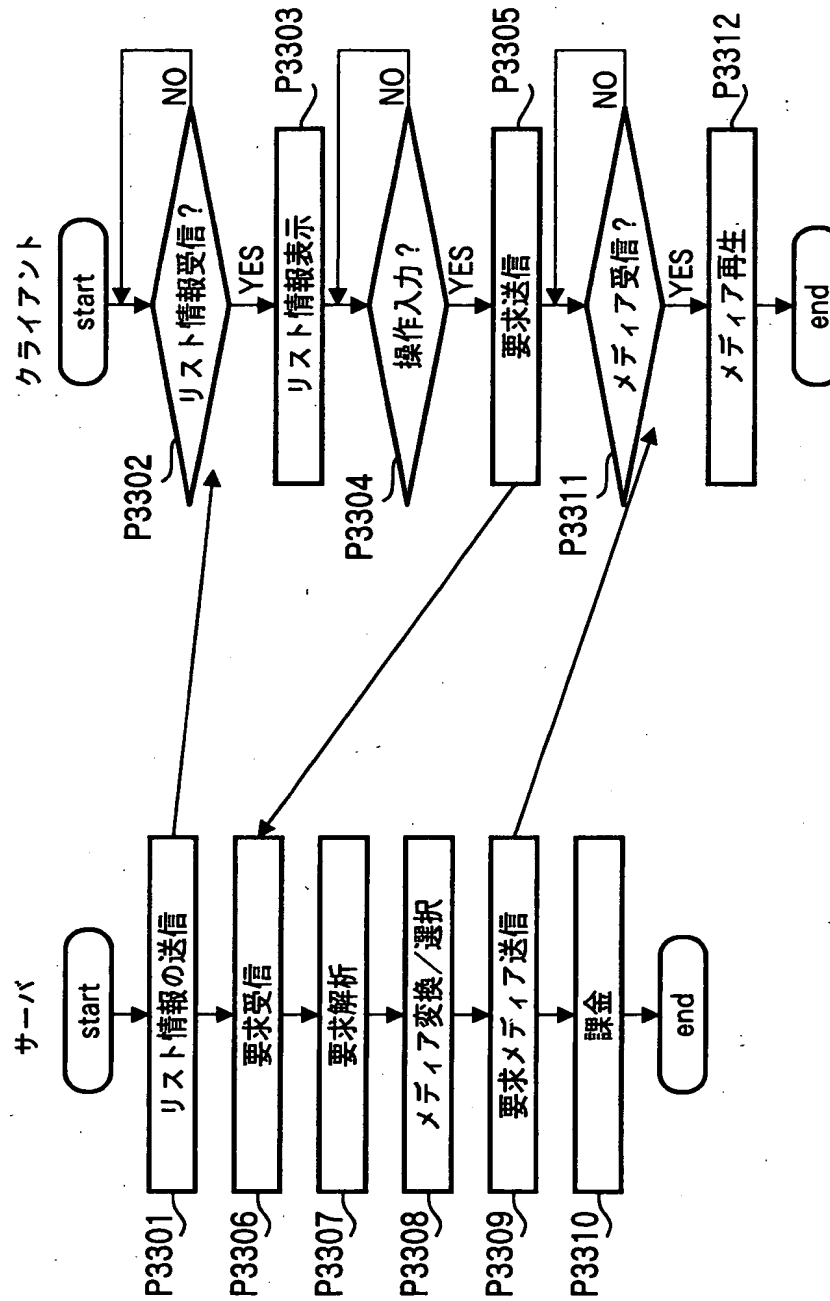 サーバ
start
P3301
リスト情報の送信
P3306
要求受信
P3307
要求解析
P3308
メディア変換/選択
P3309
要求メディア送信
P3310
課金
end
クライアント
start
P3302
リスト情報受信?
NO
YES
P3303
リスト情報表示
P3304
操作入力?
NO
YES
P3305
要求送信
P3311
メディア受信?
NO
YES
P3312
メディア再生
end